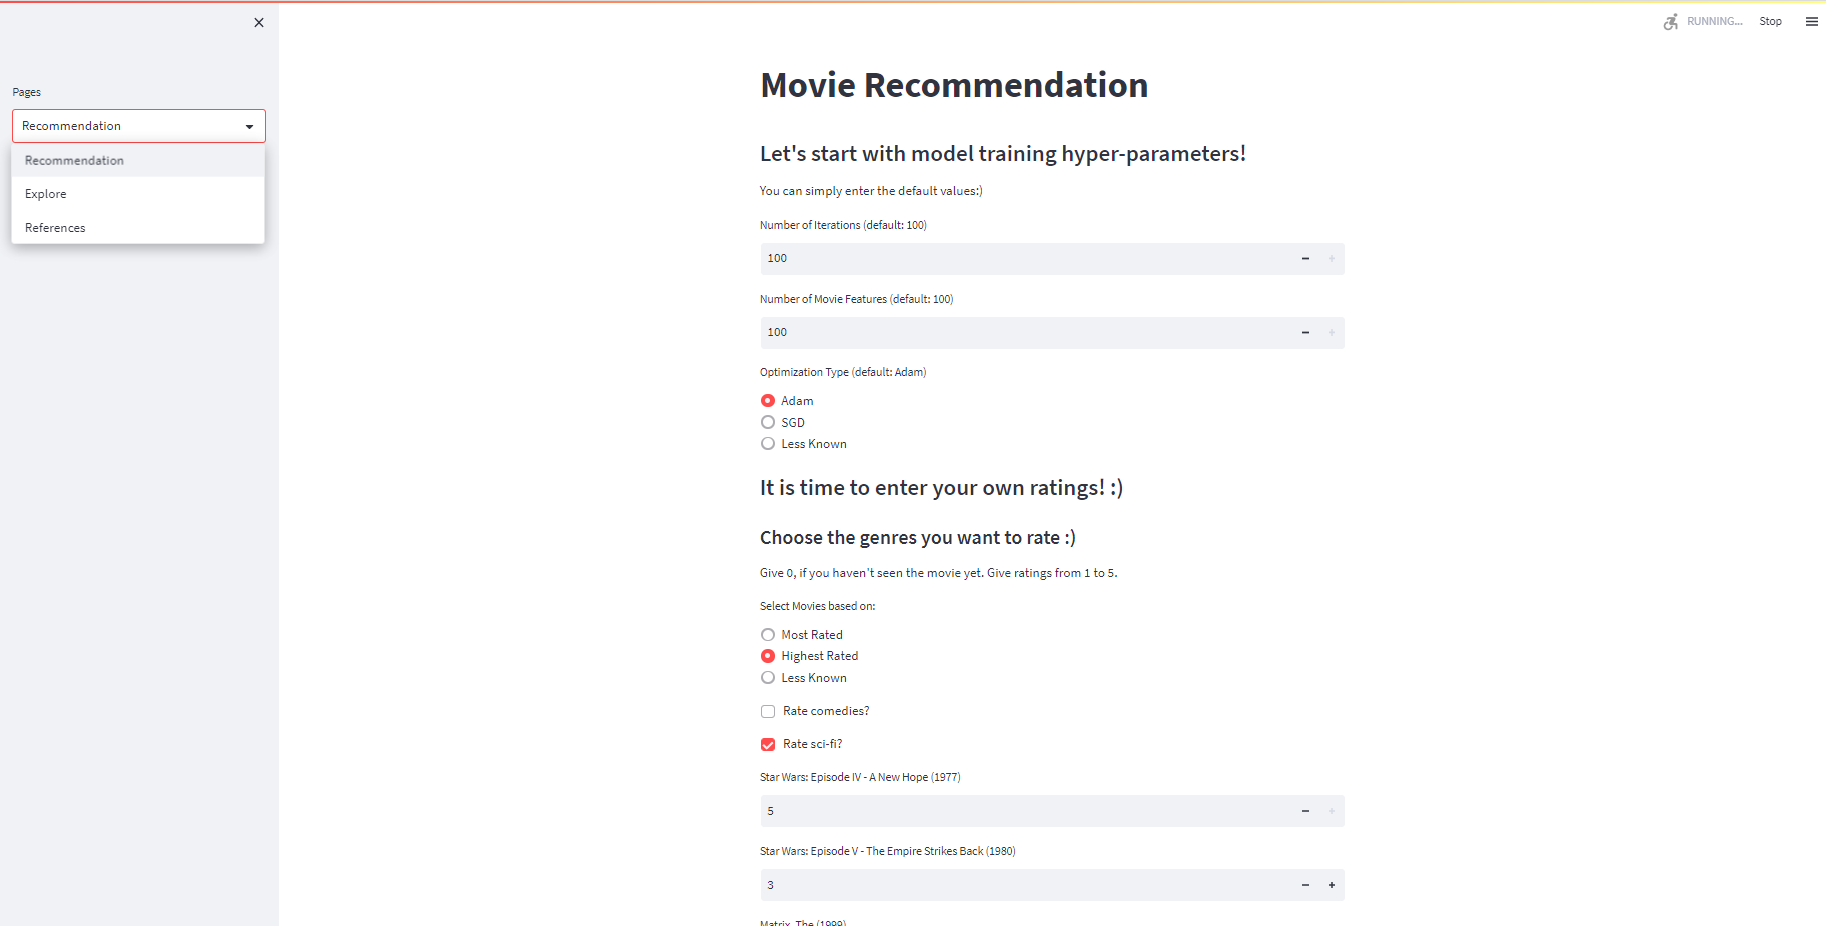 RUNNING...
Stop
Pages
Recommendation
Recommendation
Explore
References
Movie Recommendation
Let's start with model training hyper-parameters!
You can simply enter the default values:)
Number of Iterations (default: 100)
100
Number of Movie Features (default: 100)
100
Optimization Type (default: Adam)
Adam
SGD
Less Known
It is time to enter your own ratings! :)
Choose the genres you want to rate :)
Give 0, if you haven't seen the movie yet. Give ratings from 1 to 5.
Select Movies based on:
Most Rated
Highest Rated
Less Known
Rate comedies?
Rate sci-fi?
Star Wars: Episode IV - A New Hope (1977)
5
Star Wars: Episode V - The Empire Strikes Back (1980)
3
Matrix, The (1999)